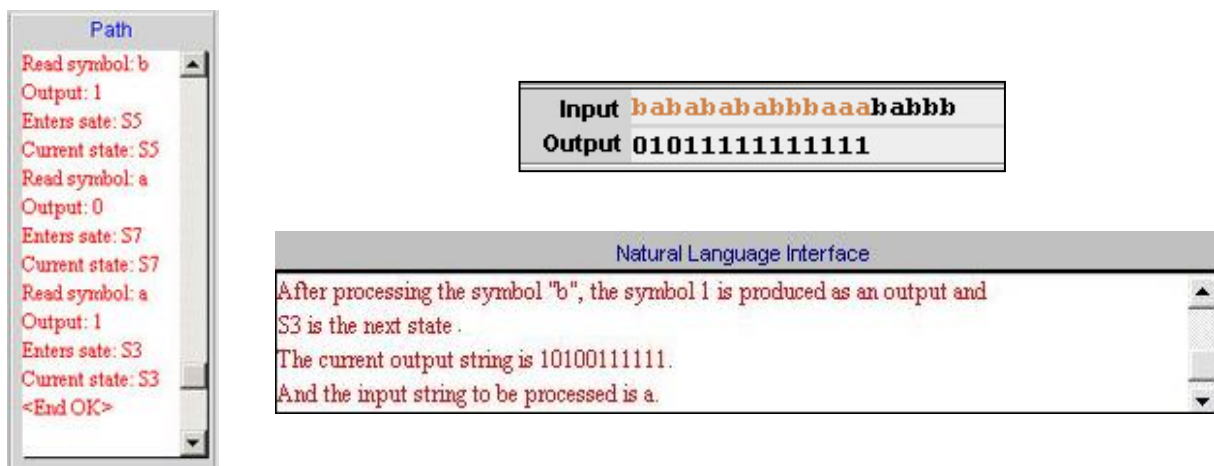 Path
Read symbol: b
Output: 1
Enters sate: S5
Current state: S5
Read symbol: a
Output: 0
Enters sate: S7
Current state: S7
Read symbol: a
Output: 1
Enters sate: S3
Current state: S3
<End OK>
Input bababababbbaaababbb
Output 01011111111111
Natural Language Interface
After processing the symbol "b", the symbol 1 is produced as an output and
S3 is the next state .
The current output string is 10100111111.
And the input string to be processed is a.